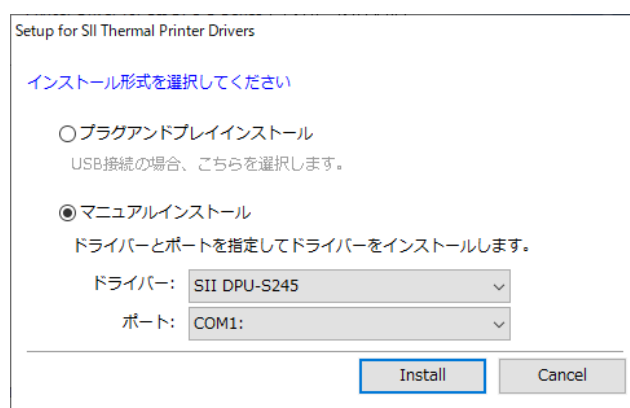 Setup for SII Thermal Printer Drivers
インストール形式を選択してください
プラグアンドプレイインストール
USB接続の場合、こちらを選択します。
マニュアルインストール
ドライバーとポートを指定してドライバーをインストールします。
ドライバー: SII DPU-S245
ポート: COM1:
Install Cancel